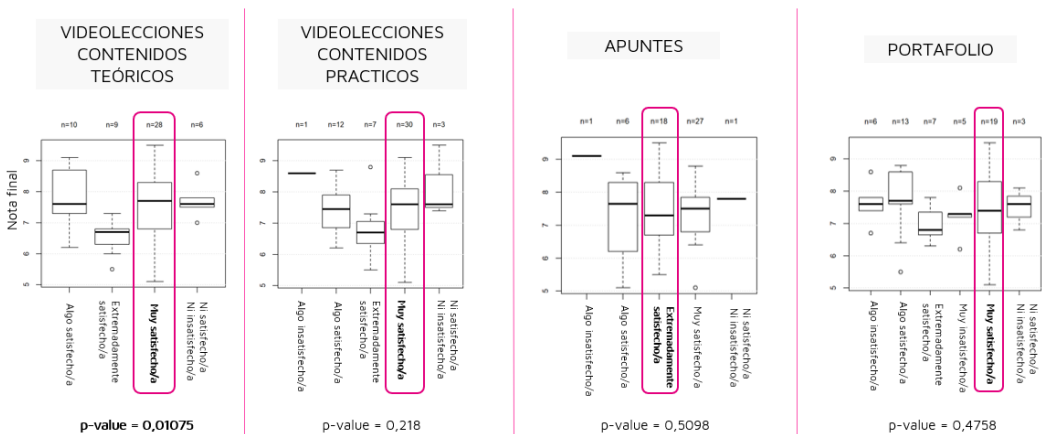 VIDEOLECCIONES
CONTENIDOS
TEÓRICOS
n=10 n=9 n=28 n=6
Nota final
9
8
7
6
5
Algo satisfecho/a
Extremadamente
satisfecho/a
Muy satisfecho/a
Ni satisfecho/a
Ni insatisfecho/a
p-value = 0,01075
VIDEOLECCIONES
CONTENIDOS
PRACTICOS
n=1 n=12 n=7 n=30 n=3
9
8
7
6
5
Algo insatisfecho/a
Algo satisfecho/a
Extremadamente
satisfecho/a
Muy satisfecho/a
Ni satisfecho/a
Ni insatisfecho/a
p-value = 0,218
APUNTES
n=1 n=6 n=18 n=27 n=1
9
8
7
6
5
Algo insatisfecho/a
Algo satisfecho/a
Extremadamente
satisfecho/a
Muy satisfecho/a
Ni satisfecho/a
Ni insatisfecho/a
p-value = 0,5098
PORTAFOLIO
n=6 n=13 n=7 n=5 n=19 n=3
9
8
7
6
5
Algo insatisfecho/a
Algo satisfecho/a
Extremadamente
satisfecho/a
Muy insatisfecho/a
Muy satisfecho/a
Ni satisfecho/a
Ni insatisfecho/a
p-value = 0,4758